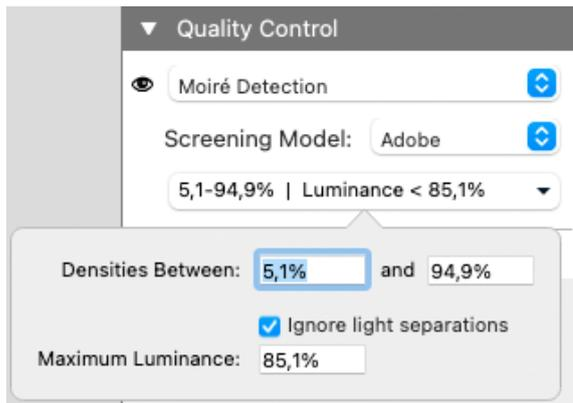 Quality Control
Moiré Detection
Screening Model: Adobe
5,1-94,9% | Luminance < 85,1%
Densities Between: 5,1% and 94,9%
Ignore light separations
Maximum Luminance: 85,1%